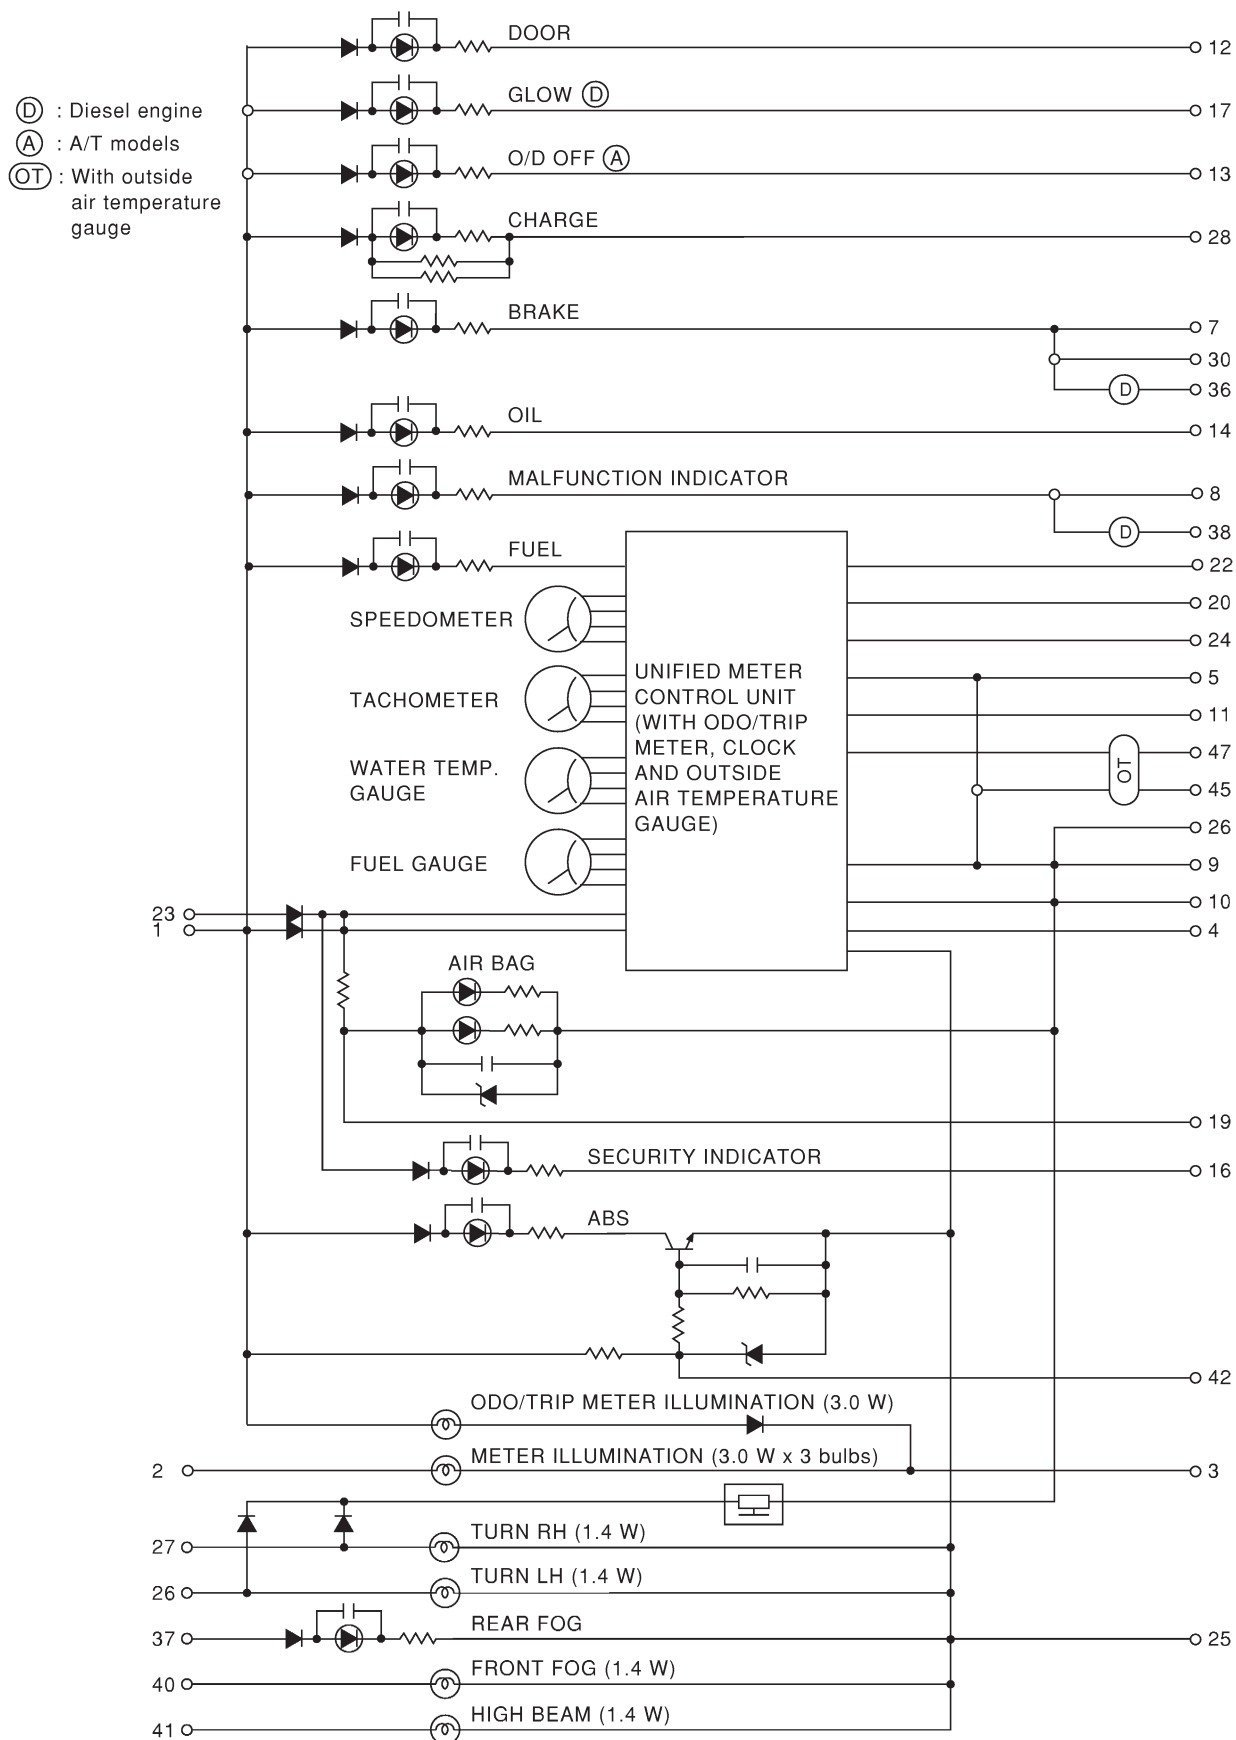 DOOR
12
GLOW D
17
D : Diesel engine
A : A/T models
OT : With outside
air temperature
gauge
O/D OFF A
13
CHARGE
28
BRAKE
7
30
D
36
OIL
14
MALFUNCTION INDICATOR
8
D
38
FUEL
22
20
SPEEDOMETER
24
UNIFIED METER
CONTROL UNIT
(WITH ODO/TRIP
METER, CLOCK
AND OUTSIDE
AIR TEMPERATURE
GAUGE)
5
TACHOMETER
11
WATER TEMP.
GAUGE
47
OT
45
26
FUEL GAUGE
9
10
23
1
4
AIR BAG
19
SECURITY INDICATOR
16
ABS
42
ODO/TRIP METER ILLUMINATION (3.0 W)
2
METER ILLUMINATION (3.0 W x 3 bulbs)
3
27
TURN RH (1.4 W)
26
TURN LH (1.4 W)
37
REAR FOG
25
40
FRONT FOG (1.4 W)
41
HIGH BEAM (1.4 W)